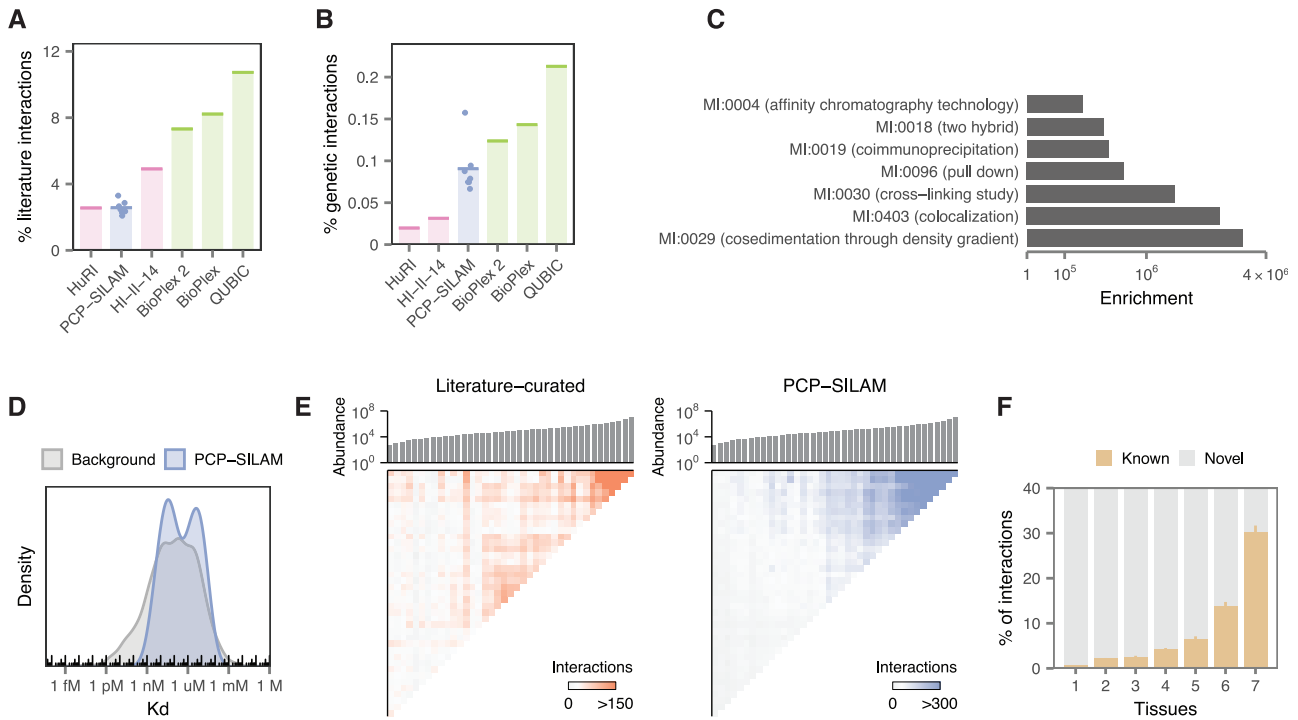 A
% literature interactions
12
8
4
0
HuRI
PCP−SILAM
HI−II−14
BioPlex 2
BioPlex
QUBIC
B
% genetic interactions
0.2
0.15
0.1
0.05
0
HuRI
HI−II−14
PCP−SILAM
BioPlex 2
BioPlex
QUBIC
C
MI:0004 (affinity chromatography technology)
MI:0018 (two hybrid)
MI:0019 (coimmunoprecipitation)
MI:0096 (pull down)
MI:0030 (cross−linking study)
MI:0403 (colocalization)
MI:0029 (cosedimentation through density gradient)
1 10⁵ 10⁶ 4 × 10⁶
Enrichment
D
Background PCP−SILAM
Density
1 fM 1 pM 1 nM 1 uM 1 mM 1 M
Kd
E
Literature−curated
Abundance
10⁸
10⁴
10⁰
Interactions
0 >150
PCP−SILAM
Abundance
10⁸
10⁴
10⁰
Interactions
0 >300
F
Known Novel
% of interactions
40
30
20
10
0
1 2 3 4 5 6 7
Tissues